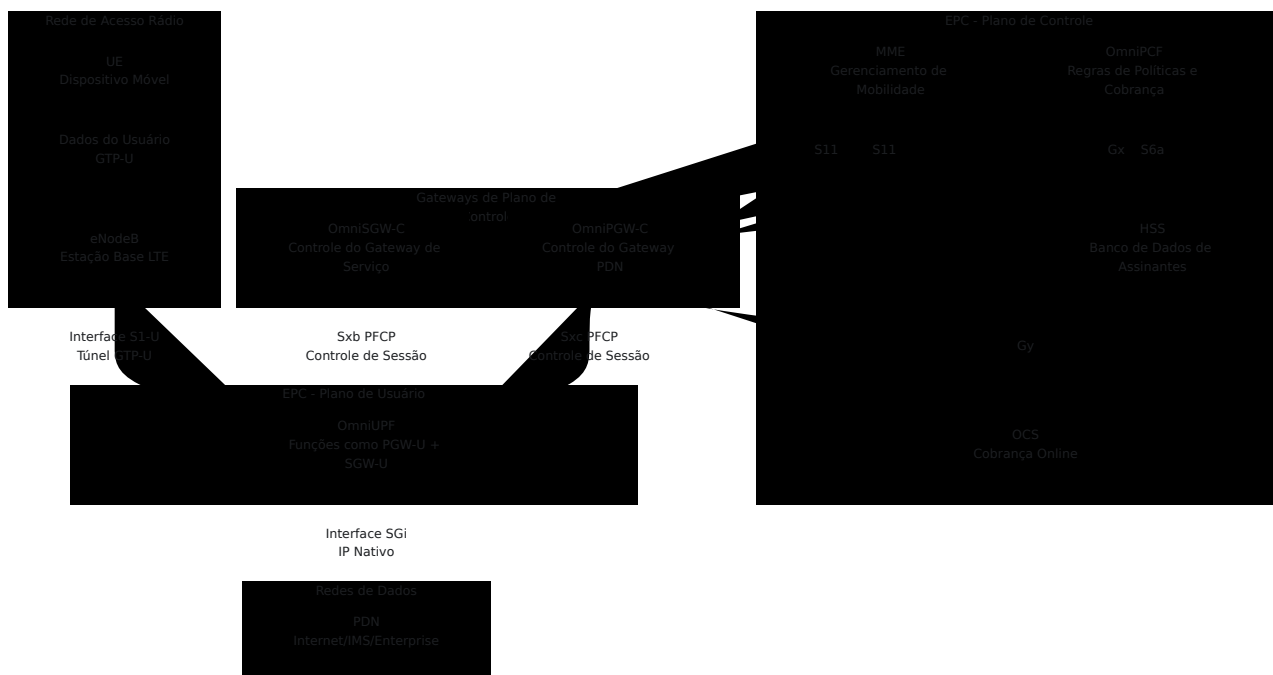 Rede de Acesso Rádio
UE
Dispositivo Móvel
Dados do Usuário
GTP-U
eNodeB
Estação Base LTE
Gateways de Plano de
ontrol
OmniSGW-C
Controle do Gateway de
Serviço
OmniPGW-C
Controle do Gateway
PDN
EPC - Plano de Controle
MME
Gerenciamento de
Mobilidade
OmniPCF
Regras de Políticas e
Cobrança
S11
S11
Gx
S6a
HSS
Banco de Dados de
Assinantes
Gy
OCS
Cobrança Online
Interface S1-U
Túnel GTP-U
Sxb PFCP
Controle de Sessão
Sxc PFCP
Controle de Sessão
EPC - Plano de Usuário
OmniUPF
Funções como PGW-U +
SGW-U
Interface SGi
IP Nativo
Redes de Dados
PDN
Internet/IMS/Enterprise